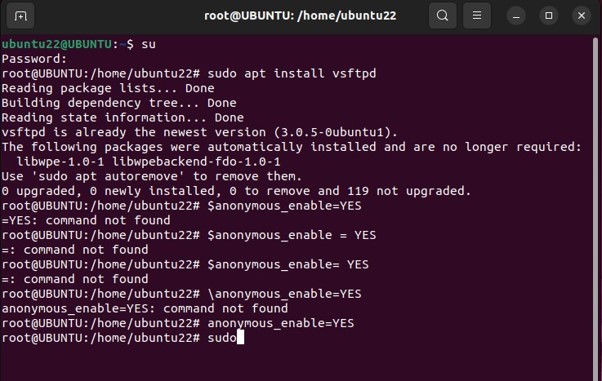 root@UBUNTU: /home/ubuntu22
ubuntu22@UBUNTU:~$ su
Password:
root@UBUNTU:/home/ubuntu22# sudo apt install vsftpd
Reading package lists... Done
Building dependency tree... Done
Reading state information... Done
vsftpd is already the newest version (3.0.5-0ubuntu1).
The following packages were automatically installed and are no longer required:
  libwpe-1.0-1 libwpebackend-fdo-1.0-1
Use 'sudo apt autoremove' to remove them.
0 upgraded, 0 newly installed, 0 to remove and 119 not upgraded.
root@UBUNTU:/home/ubuntu22# $anonymous_enable=YES
=YES: command not found
root@UBUNTU:/home/ubuntu22# $anonymous_enable = YES
=: command not found
root@UBUNTU:/home/ubuntu22# $anonymous_enable= YES
=: command not found
root@UBUNTU:/home/ubuntu22# \anonymous_enable=YES
anonymous_enable=YES: command not found
root@UBUNTU:/home/ubuntu22# anonymous_enable=YES
root@UBUNTU:/home/ubuntu22# sudo